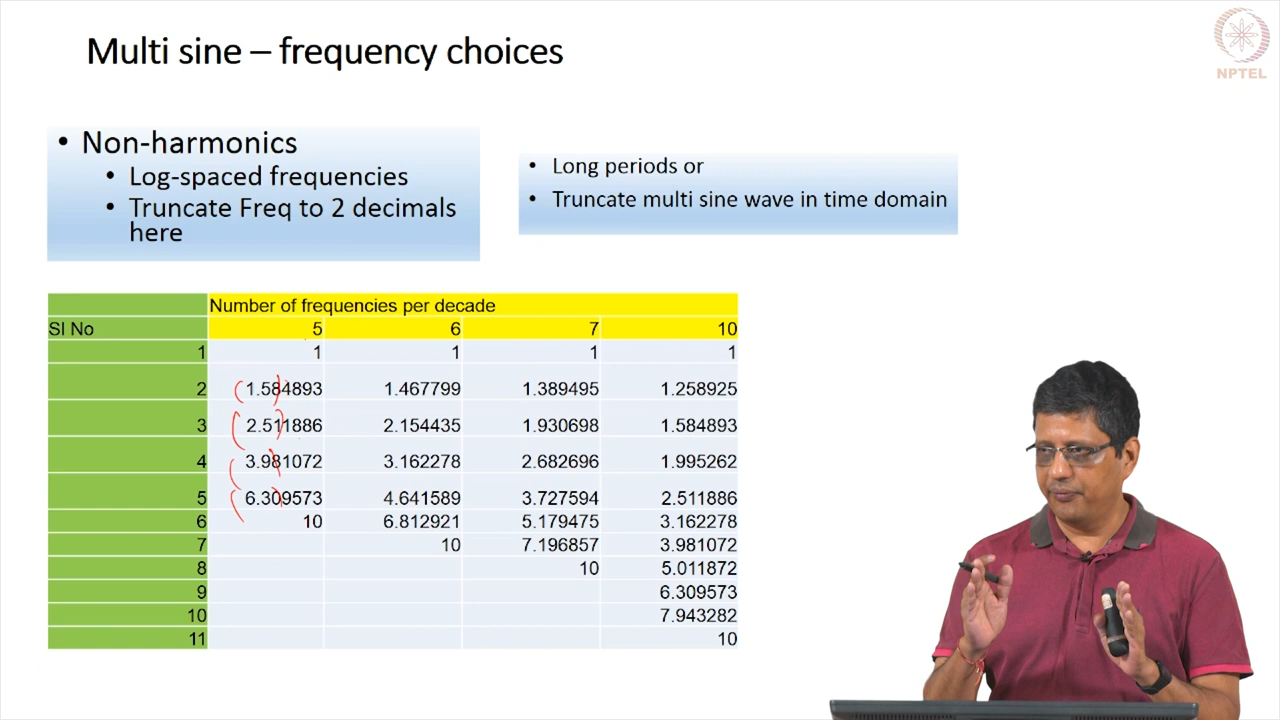 Multi sine – frequency choices
NPTEL
• Non-harmonics
• Log-spaced frequencies
• Truncate Freq to 2 decimals
here
• Long periods or
• Truncate multi sine wave in time domain
Number of frequencies per decade
Sl No 5 6 7 10
1 1 1 1 1
2 1.584893 1.467799 1.389495 1.258925
3 2.511886 2.154435 1.930698 1.584893
4 3.981072 3.162278 2.682696 1.995262
5 6.309573 4.641589 3.727594 2.511886
6 10 6.812921 5.179475 3.162278
7 10 7.196857 3.981072
8 10 5.011872
9 6.309573
10 7.943282
11 10